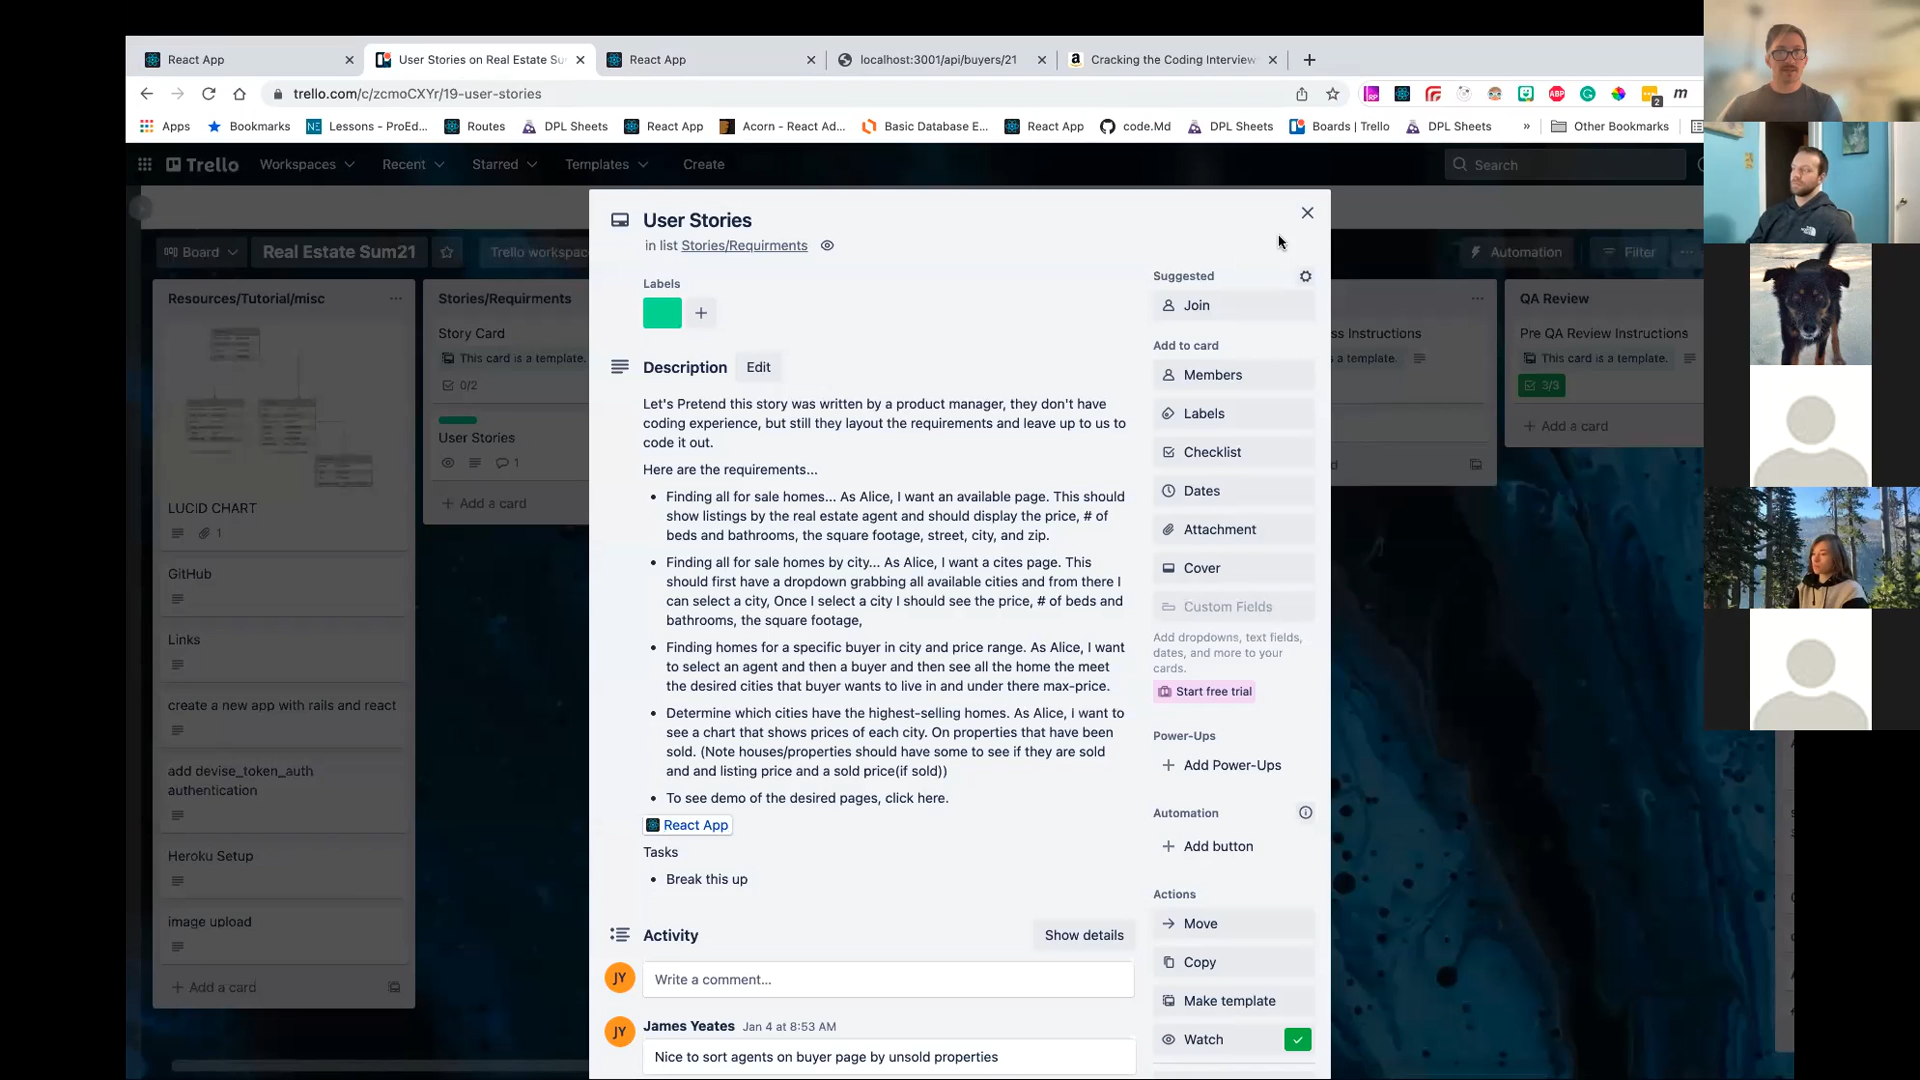 React App
User Stories on Real Estate Su
React App
localhost:3001/api/buyers/21
Cracking the Coding Interview
trello.com/c/zcmoCXYr/19-user-stories
Apps
Bookmarks
Lessons - ProEd...
Routes
DPL Sheets
React App
Acorn - React Ad...
Basic Database E...
React App
code.Md
DPL Sheets
Boards | Trello
DPL Sheets
»
Other Bookmarks
Trello
Workspaces
Recent
Starred
Templates
Create
Search
Board
Real Estate Sum21
Trello workspac
Automation
Filter
Resources/Tutorial/misc
LUCID CHART
1
GitHub
Links
create a new app with rails and react
add devise_token_auth
authentication
Heroku Setup
image upload
+ Add a card
Stories/Requirments
Story Card
This card is a template.
0/2
User Stories
1
+ Add a card
User Stories
in list Stories/Requirments
Labels
Description
Edit
Let's Pretend this story was written by a product manager, they don't have
coding experience, but still they layout the requirements and leave up to us to
code it out.
Here are the requirements...
• Finding all for sale homes... As Alice, I want an available page. This should
show listings by the real estate agent and should display the price, # of
beds and bathrooms, the square footage, street, city, and zip.
• Finding all for sale homes by city... As Alice, I want a cites page. This
should first have a dropdown grabbing all available cities and from there I
can select a city, Once I select a city I should see the price, # of beds and
bathrooms, the square footage,
• Finding homes for a specific buyer in city and price range. As Alice, I want
to select an agent and then a buyer and then see all the home the meet
the desired cities that buyer wants to live in and under there max-price.
• Determine which cities have the highest-selling homes. As Alice, I want to
see a chart that shows prices of each city. On properties that have been
sold. (Note houses/properties should have some to see if they are sold
and and listing price and a sold price(if sold))
• To see demo of the desired pages, click here.
React App
Tasks
• Break this up
Activity
Show details
JY
Write a comment...
JY
James Yeates Jan 4 at 8:53 AM
Nice to sort agents on buyer page by unsold properties
Suggested
Join
Add to card
Members
Labels
Checklist
Dates
Attachment
Cover
Custom Fields
Add dropdowns, text fields,
dates, and more to your
cards.
Start free trial
Power-Ups
+ Add Power-Ups
Automation
+ Add button
Actions
Move
Copy
Make template
Watch
ss Instructions
QA Review
Pre QA Review Instructions
This card is a template.
3/3
+ Add a card